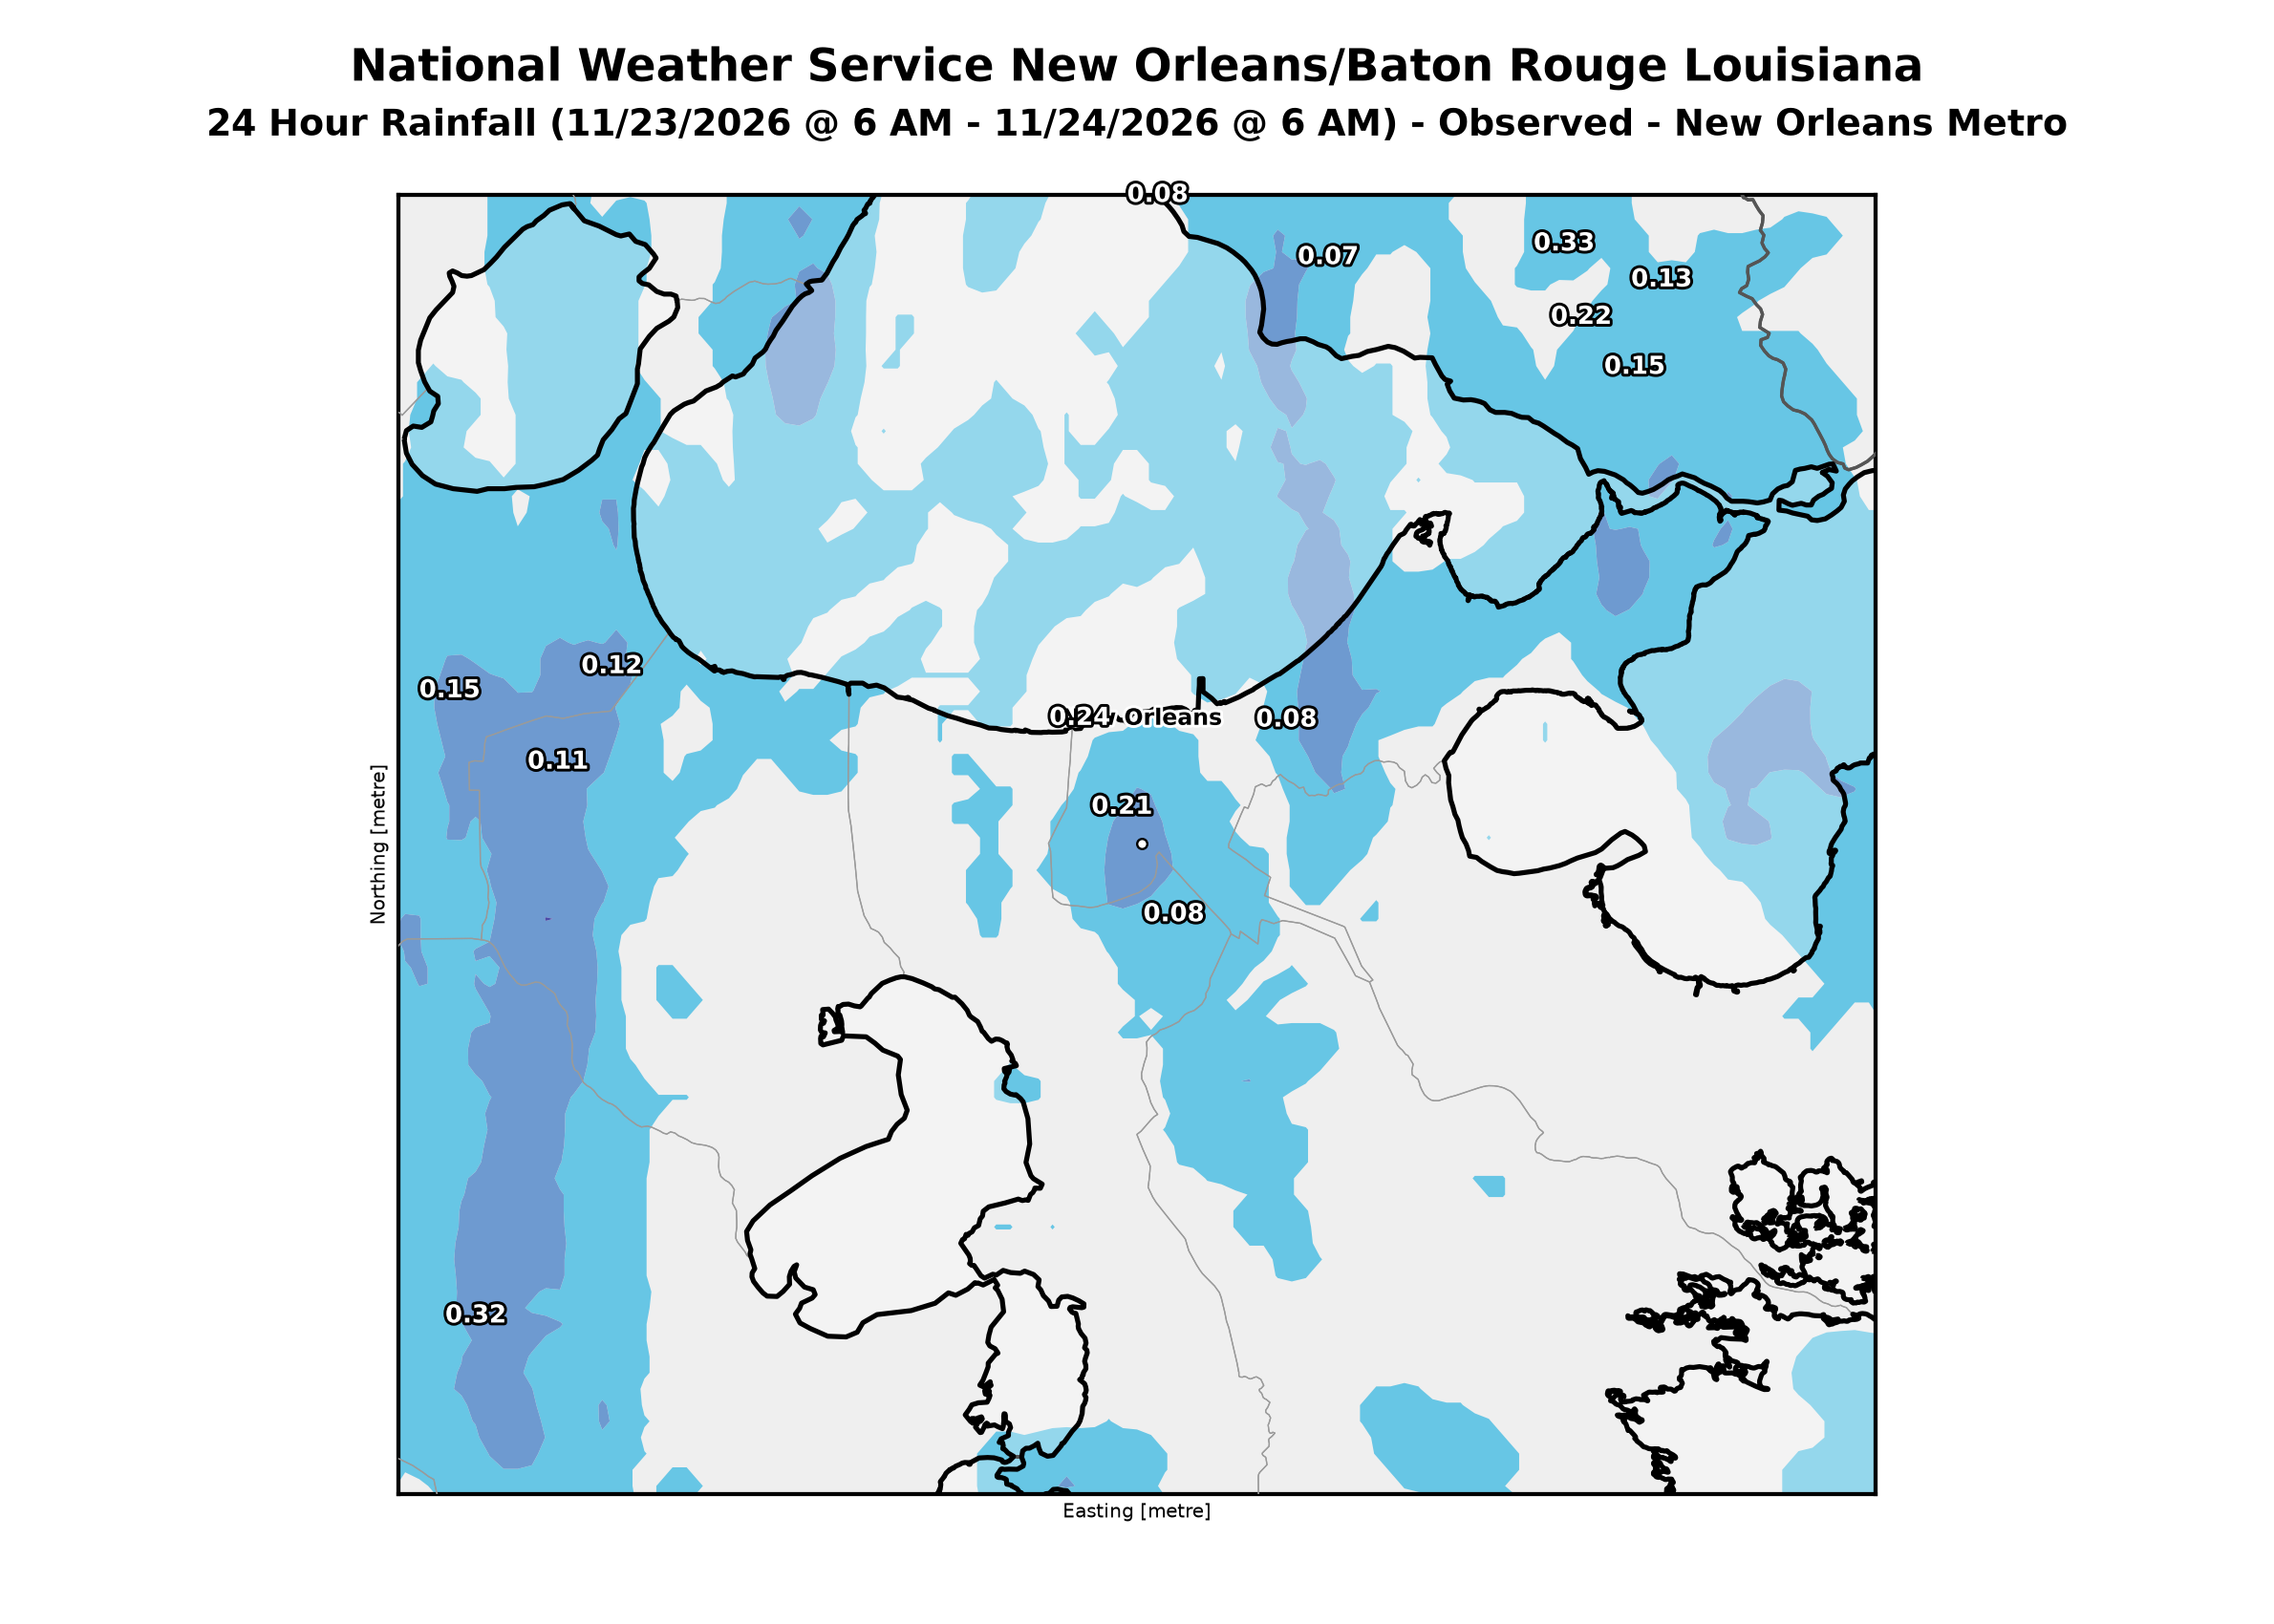 National Weather Service New Orleans/Baton Rouge Louisiana
24 Hour Rainfall (11/23/2026 @ 6 AM - 11/24/2026 @ 6 AM) - Observed - New Orleans Metro
0.08
0.33
0.07
0.13
0.22
0.15
0.12
0.15
0.24 Orleans
0.08
0.11
0.21
0.08
0.32
Northing [metre]
Easting [metre]